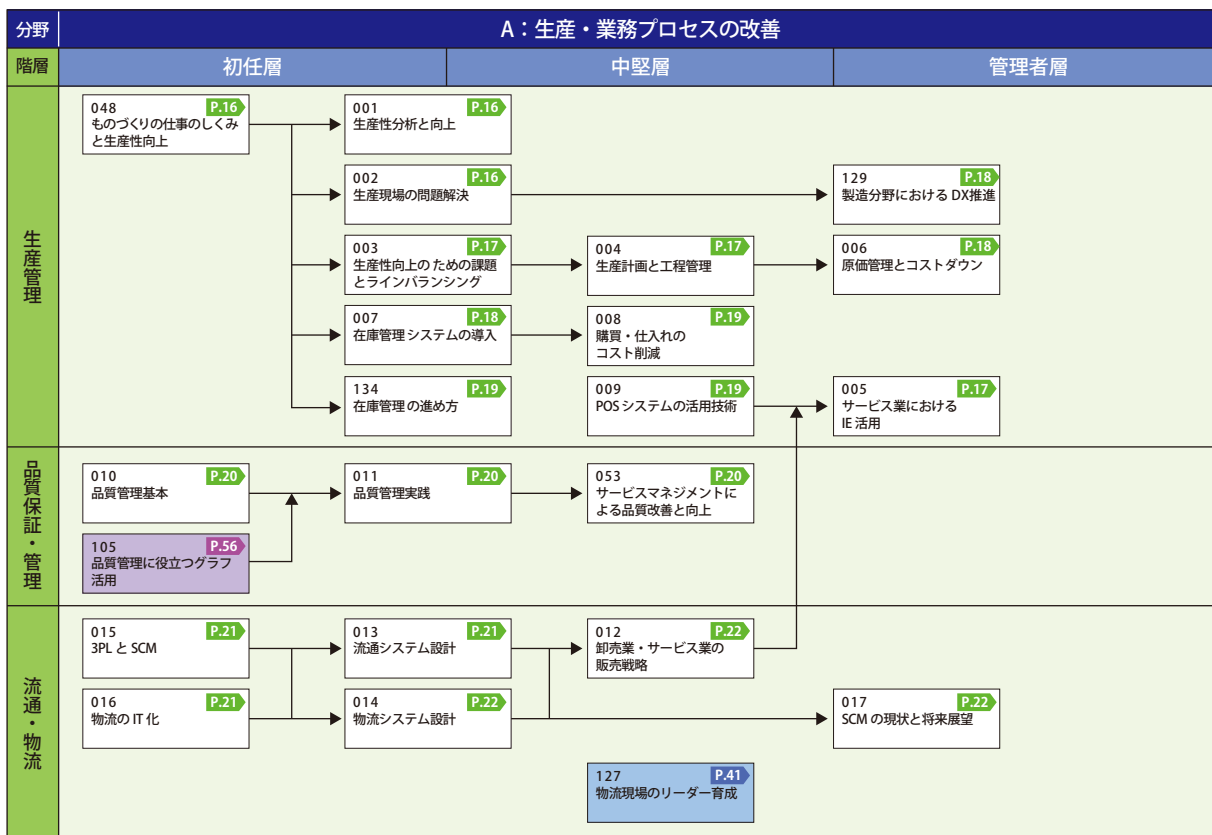 分野
A：生産・業務プロセスの改善
階層
初任層
中堅層
管理者層
生産管理
048 P.16
ものづくりの仕事のしくみ
と生産性向上
001 P.16
生産性分析と向上
002 P.16
生産現場の問題解決
129 P.18
製造分野における DX推進
003 P.17
生産性向上のための課題
とラインバランシング
004 P.17
生産計画と工程管理
006 P.18
原価管理とコストダウン
007 P.18
在庫管理システムの導入
008 P.19
購買・仕入れの
コスト削減
134 P.19
在庫管理の進め方
009 P.19
POSシステムの活用技術
005 P.17
サービス業における
IE活用
品質保証・管理
010 P.20
品質管理基本
011 P.20
品質管理実践
053 P.20
サービスマネジメントに
よる品質改善と向上
105 P.56
品質管理に役立つグラフ
活用
流通・物流
015 P.21
3PLとSCM
013 P.21
流通システム設計
012 P.22
卸売業・サービス業の
販売戦略
016 P.21
物流のIT化
014 P.22
物流システム設計
017 P.22
SCMの現状と将来展望
127 P.41
物流現場のリーダー育成